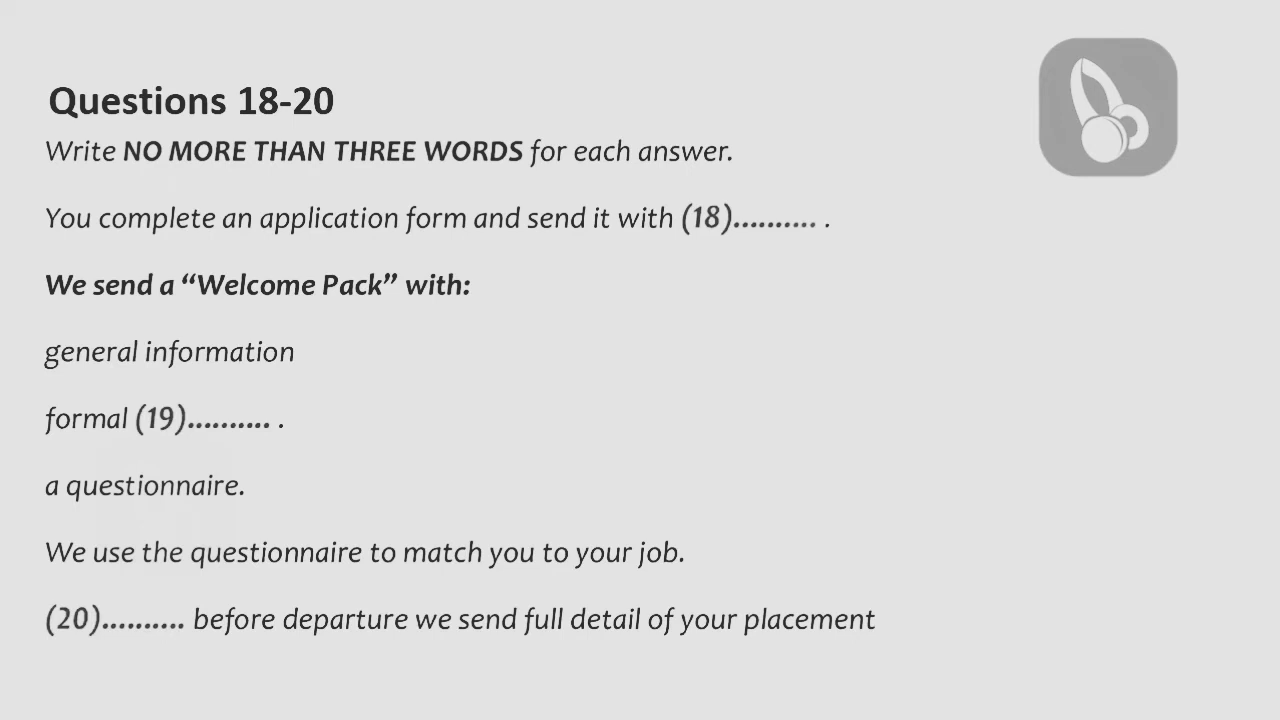 Questions 18-20
Write NO MORE THAN THREE WORDS for each answer.
You complete an application form and send it with (18).......... .
We send a “Welcome Pack” with:
general information
formal (19).......... .
a questionnaire.
We use the questionnaire to match you to your job.
(20).......... before departure we send full detail of your placement